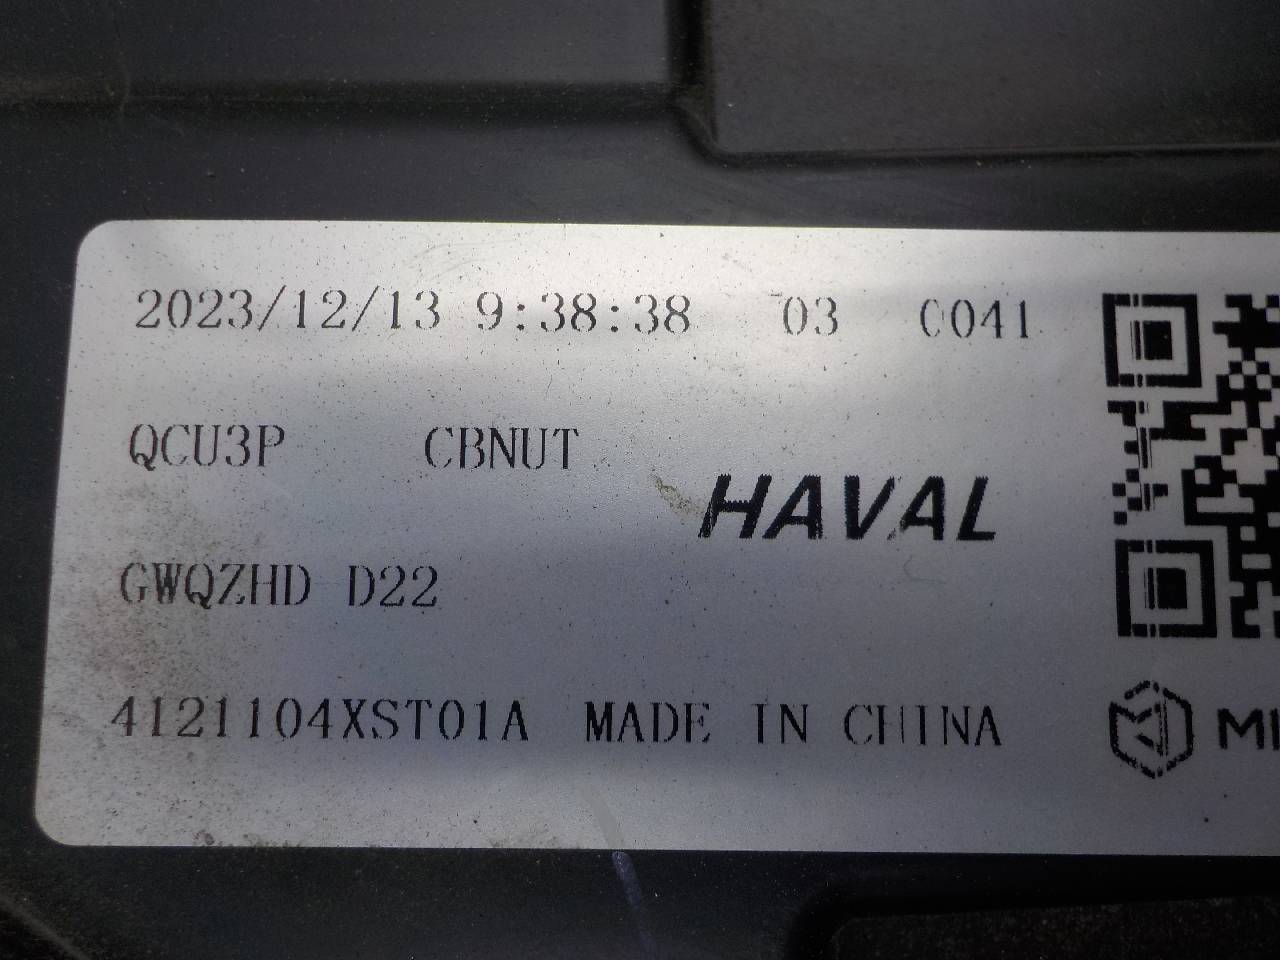 2023/12/13 9:38:38 03 C041
QCU3P CBNUT
HAVAL
GWQZHD D22
4121104XST01A MADE IN CHINA